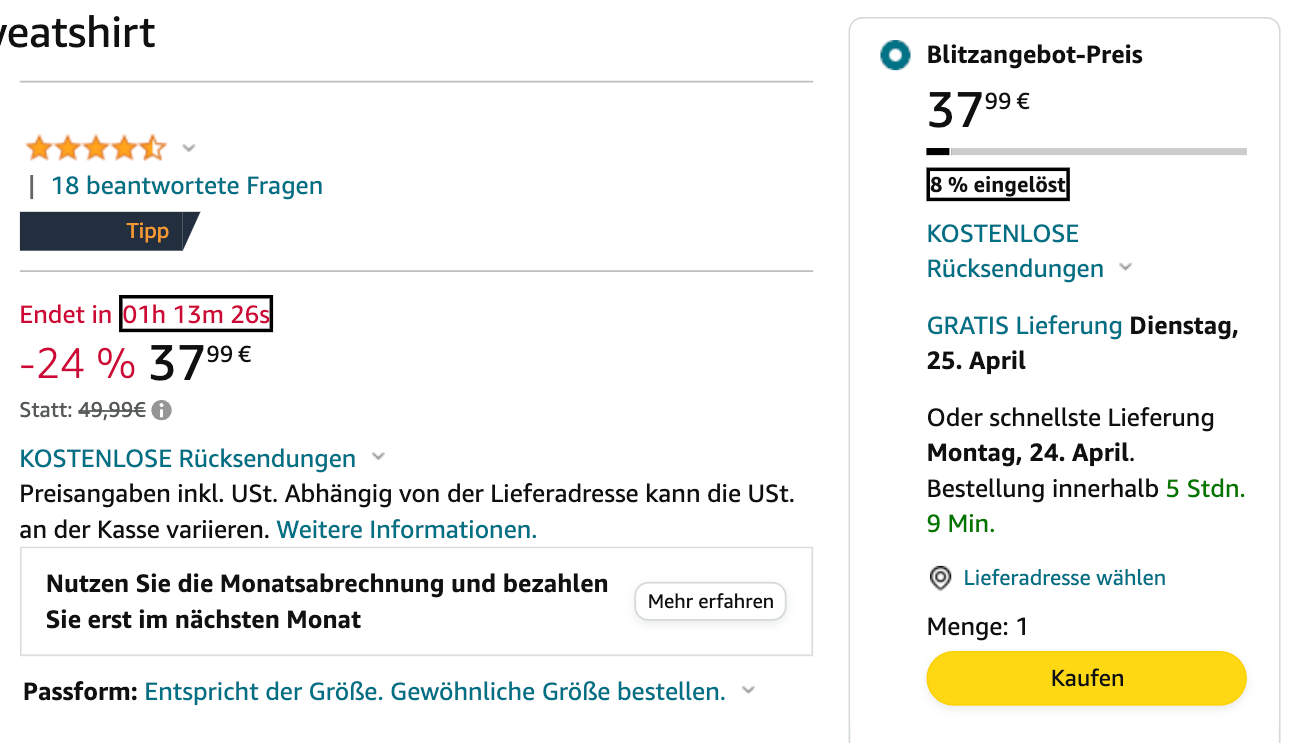 eatshirt
18 beantwortete Fragen
Tipp
Endet in 01h 13m 26s
-24 % 37 99 €
Statt: 49,99€
KOSTENLOSE Rücksendungen
Preisangaben inkl. USt. Abhängig von der Lieferadresse kann die USt.
an der Kasse variieren. Weitere Informationen.
Nutzen Sie die Monatsabrechnung und bezahlen
Sie erst im nächsten Monat
Mehr erfahren
Passform: Entspricht der Größe. Gewöhnliche Größe bestellen.
Blitzangebot-Preis
37 99 €
8 % eingelöst
KOSTENLOSE
Rücksendungen
GRATIS Lieferung Dienstag,
25. April
Oder schnellste Lieferung
Montag, 24. April.
Bestellung innerhalb 5 Stdn.
9 Min.
Lieferadresse wählen
Menge: 1
Kaufen